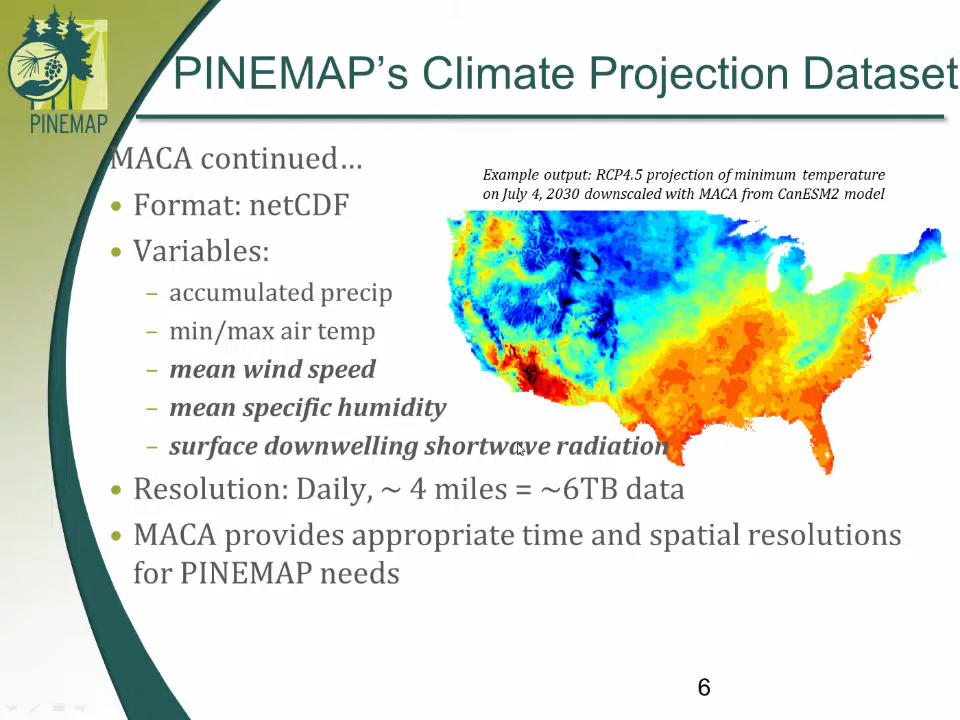 PINEMAP's Climate Projection Dataset
PINEMAP
MACA continued…
Example output: RCP4.5 projection of minimum temperature
on July 4, 2030 downscaled with MACA from CanESM2 model
• Format: netCDF
• Variables:
– accumulated precip
– min/max air temp
– mean wind speed
– mean specific humidity
– surface downwelling shortwave radiation
• Resolution: Daily, ~ 4 miles = ~6TB data
• MACA provides appropriate time and spatial resolutions
for PINEMAP needs
6